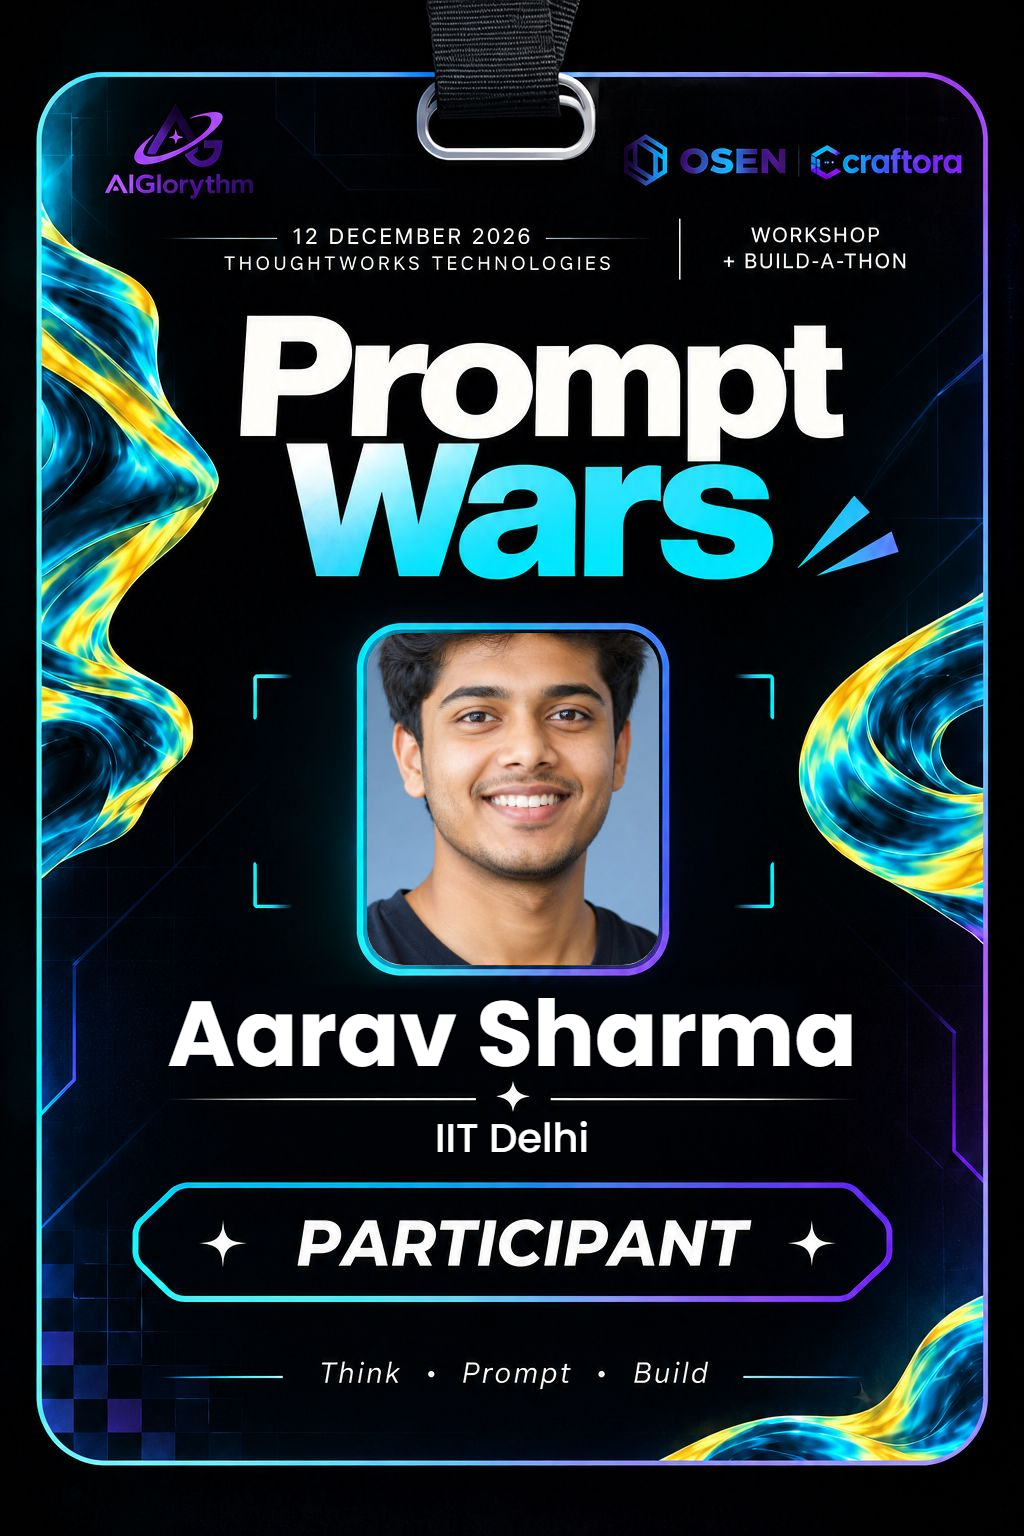 AIGlorythm
OSEN
craftora
12 DECEMBER 2026
THOUGHTWORKS TECHNOLOGIES
WORKSHOP
+ BUILD-A-THON
Prompt
Wars
Aarav Sharma
IIT Delhi
PARTICIPANT
Think • Prompt • Build